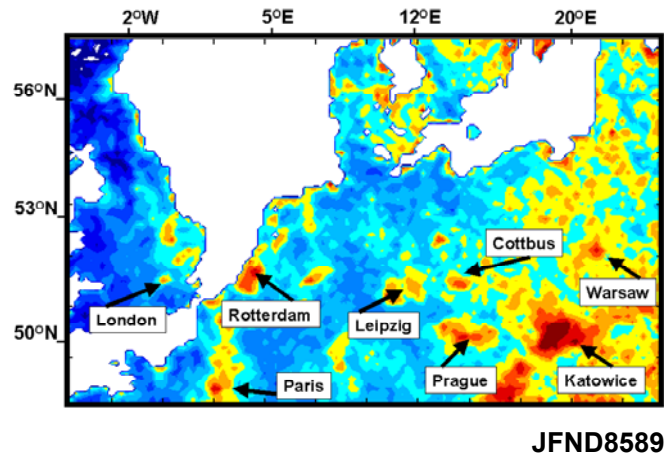 2°W 5°E 12°E 20°E
56°N
53°N
50°N
Cottbus
Warsaw
London
Rotterdam
Leipzig
Paris
Prague
Katowice
JFND8589